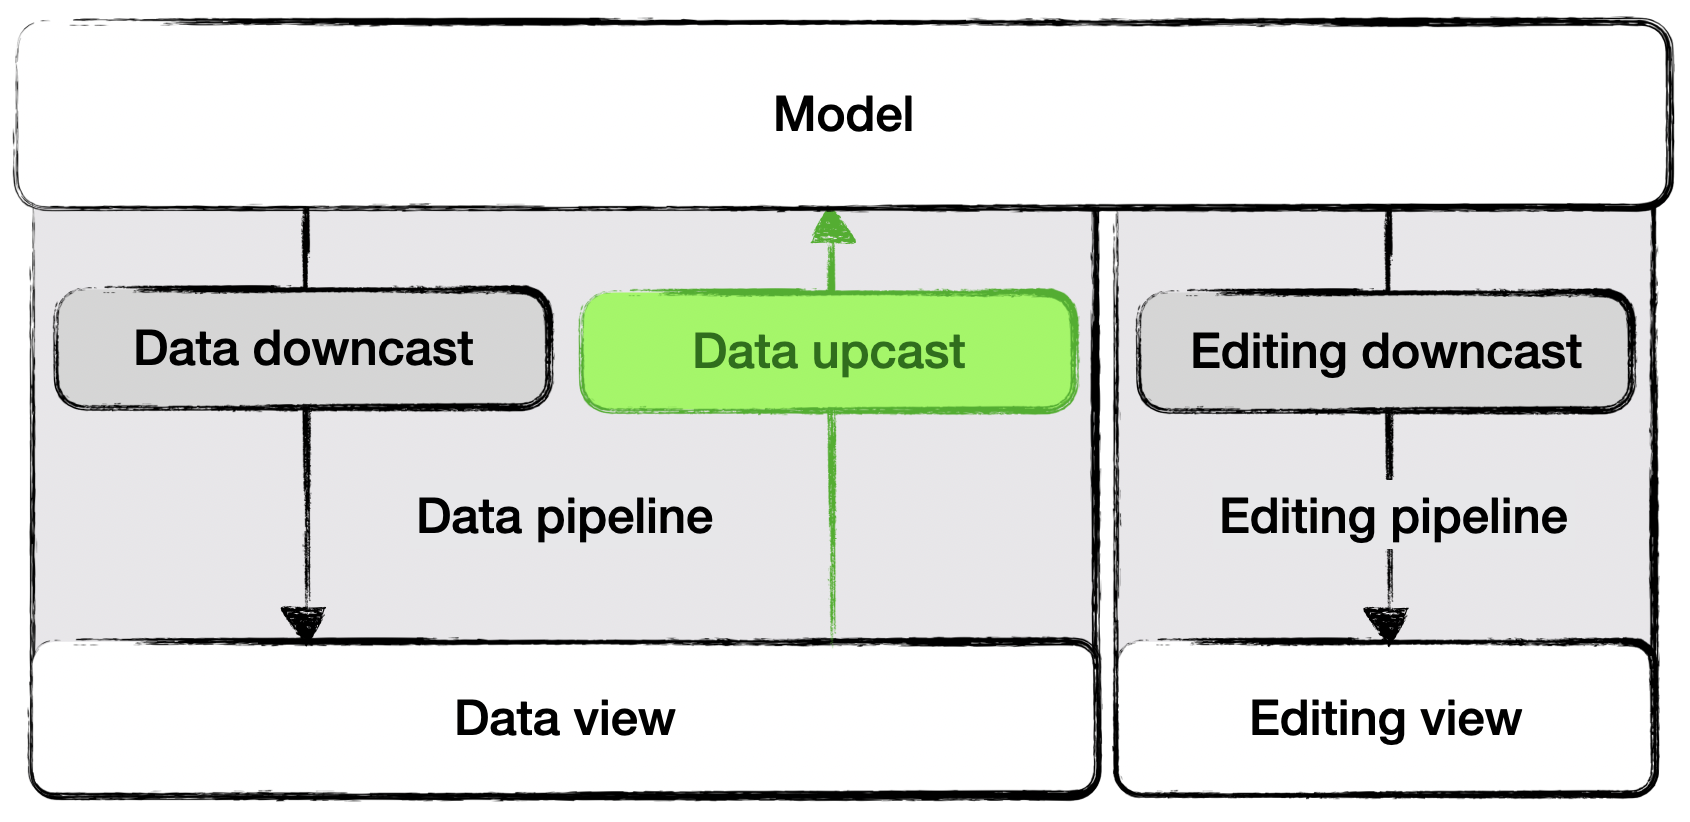 Model
Data downcast
Data upcast
Editing downcast
Data pipeline
Editing pipeline
Data view
Editing view